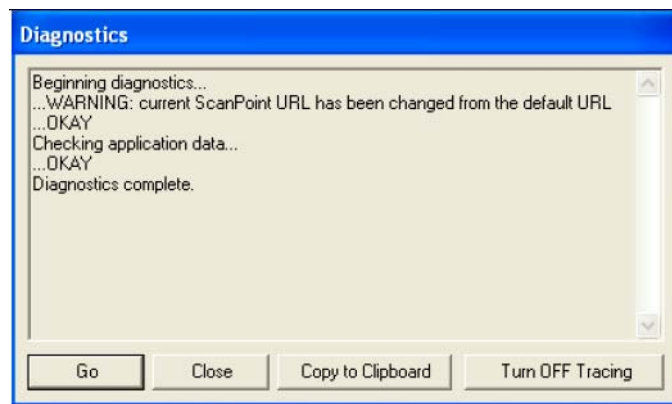 Diagnostics
Beginning diagnostics...
...WARNING: current ScanPoint URL has been changed from the default URL
...OKAY
Checking application data...
...OKAY
Diagnostics complete.
Go
Close
Copy to Clipboard
Turn OFF Tracing